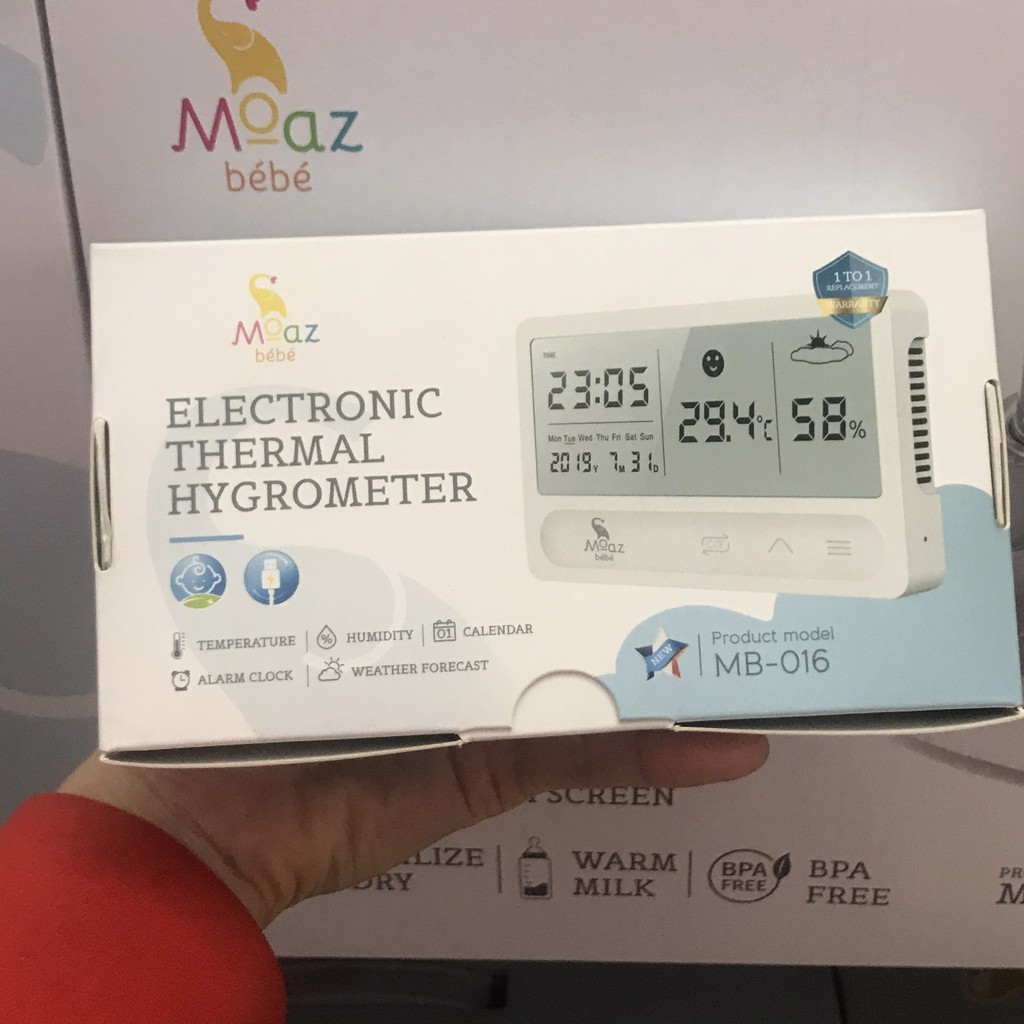 Moaz
bébé
Moaz
bébé
1 TO 1
REPLACEMENT
WARRANTY
ELECTRONIC
THERMAL
HYGROMETER
TIME
23:05
Mon Tue Wed Thu Fri Sat Sun
2019Y 7M 31D
29.4°C
58%
Moaz
bébé
C/F
TEMPERATURE
HUMIDITY
01
CALENDAR
ALARM CLOCK
WEATHER FORECAST
NEW
Product model
MB-016
SCREEN
WARM
MILK
BPA
FREE
BPA
FREE